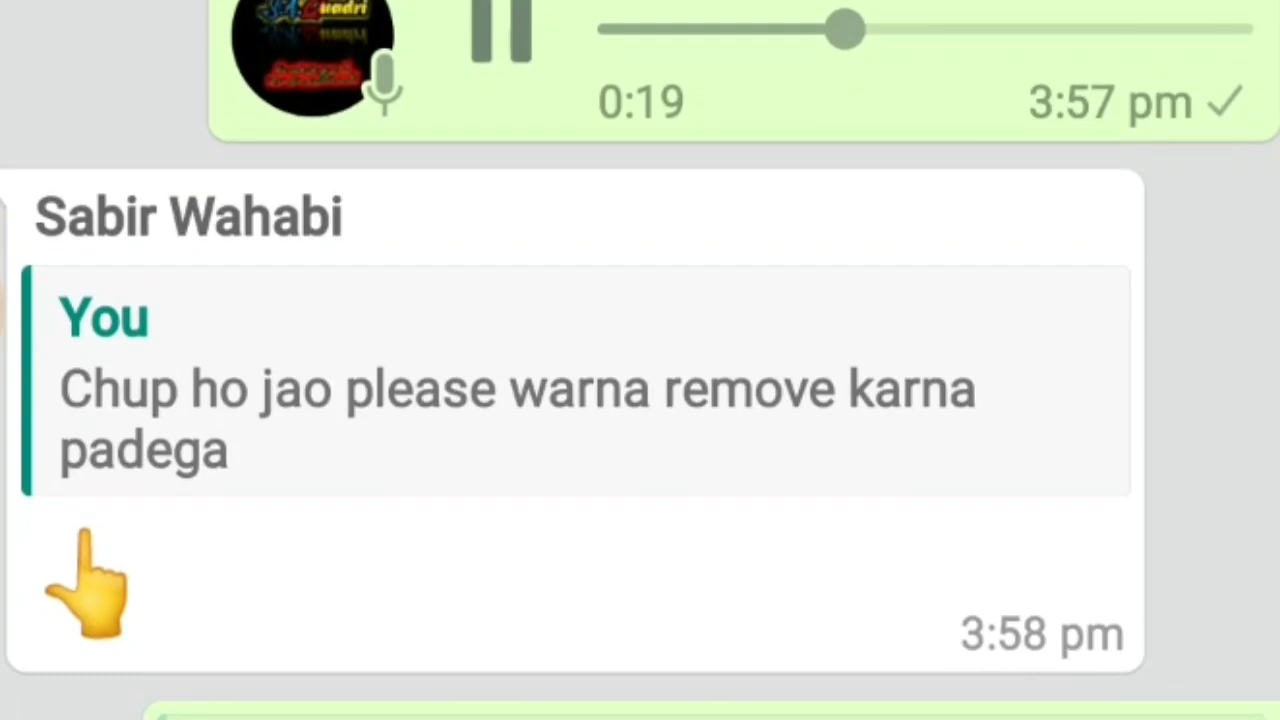 0:19
3:57 pm
Sabir Wahabi
You
Chup ho jao please warna remove karna
padega
3:58 pm